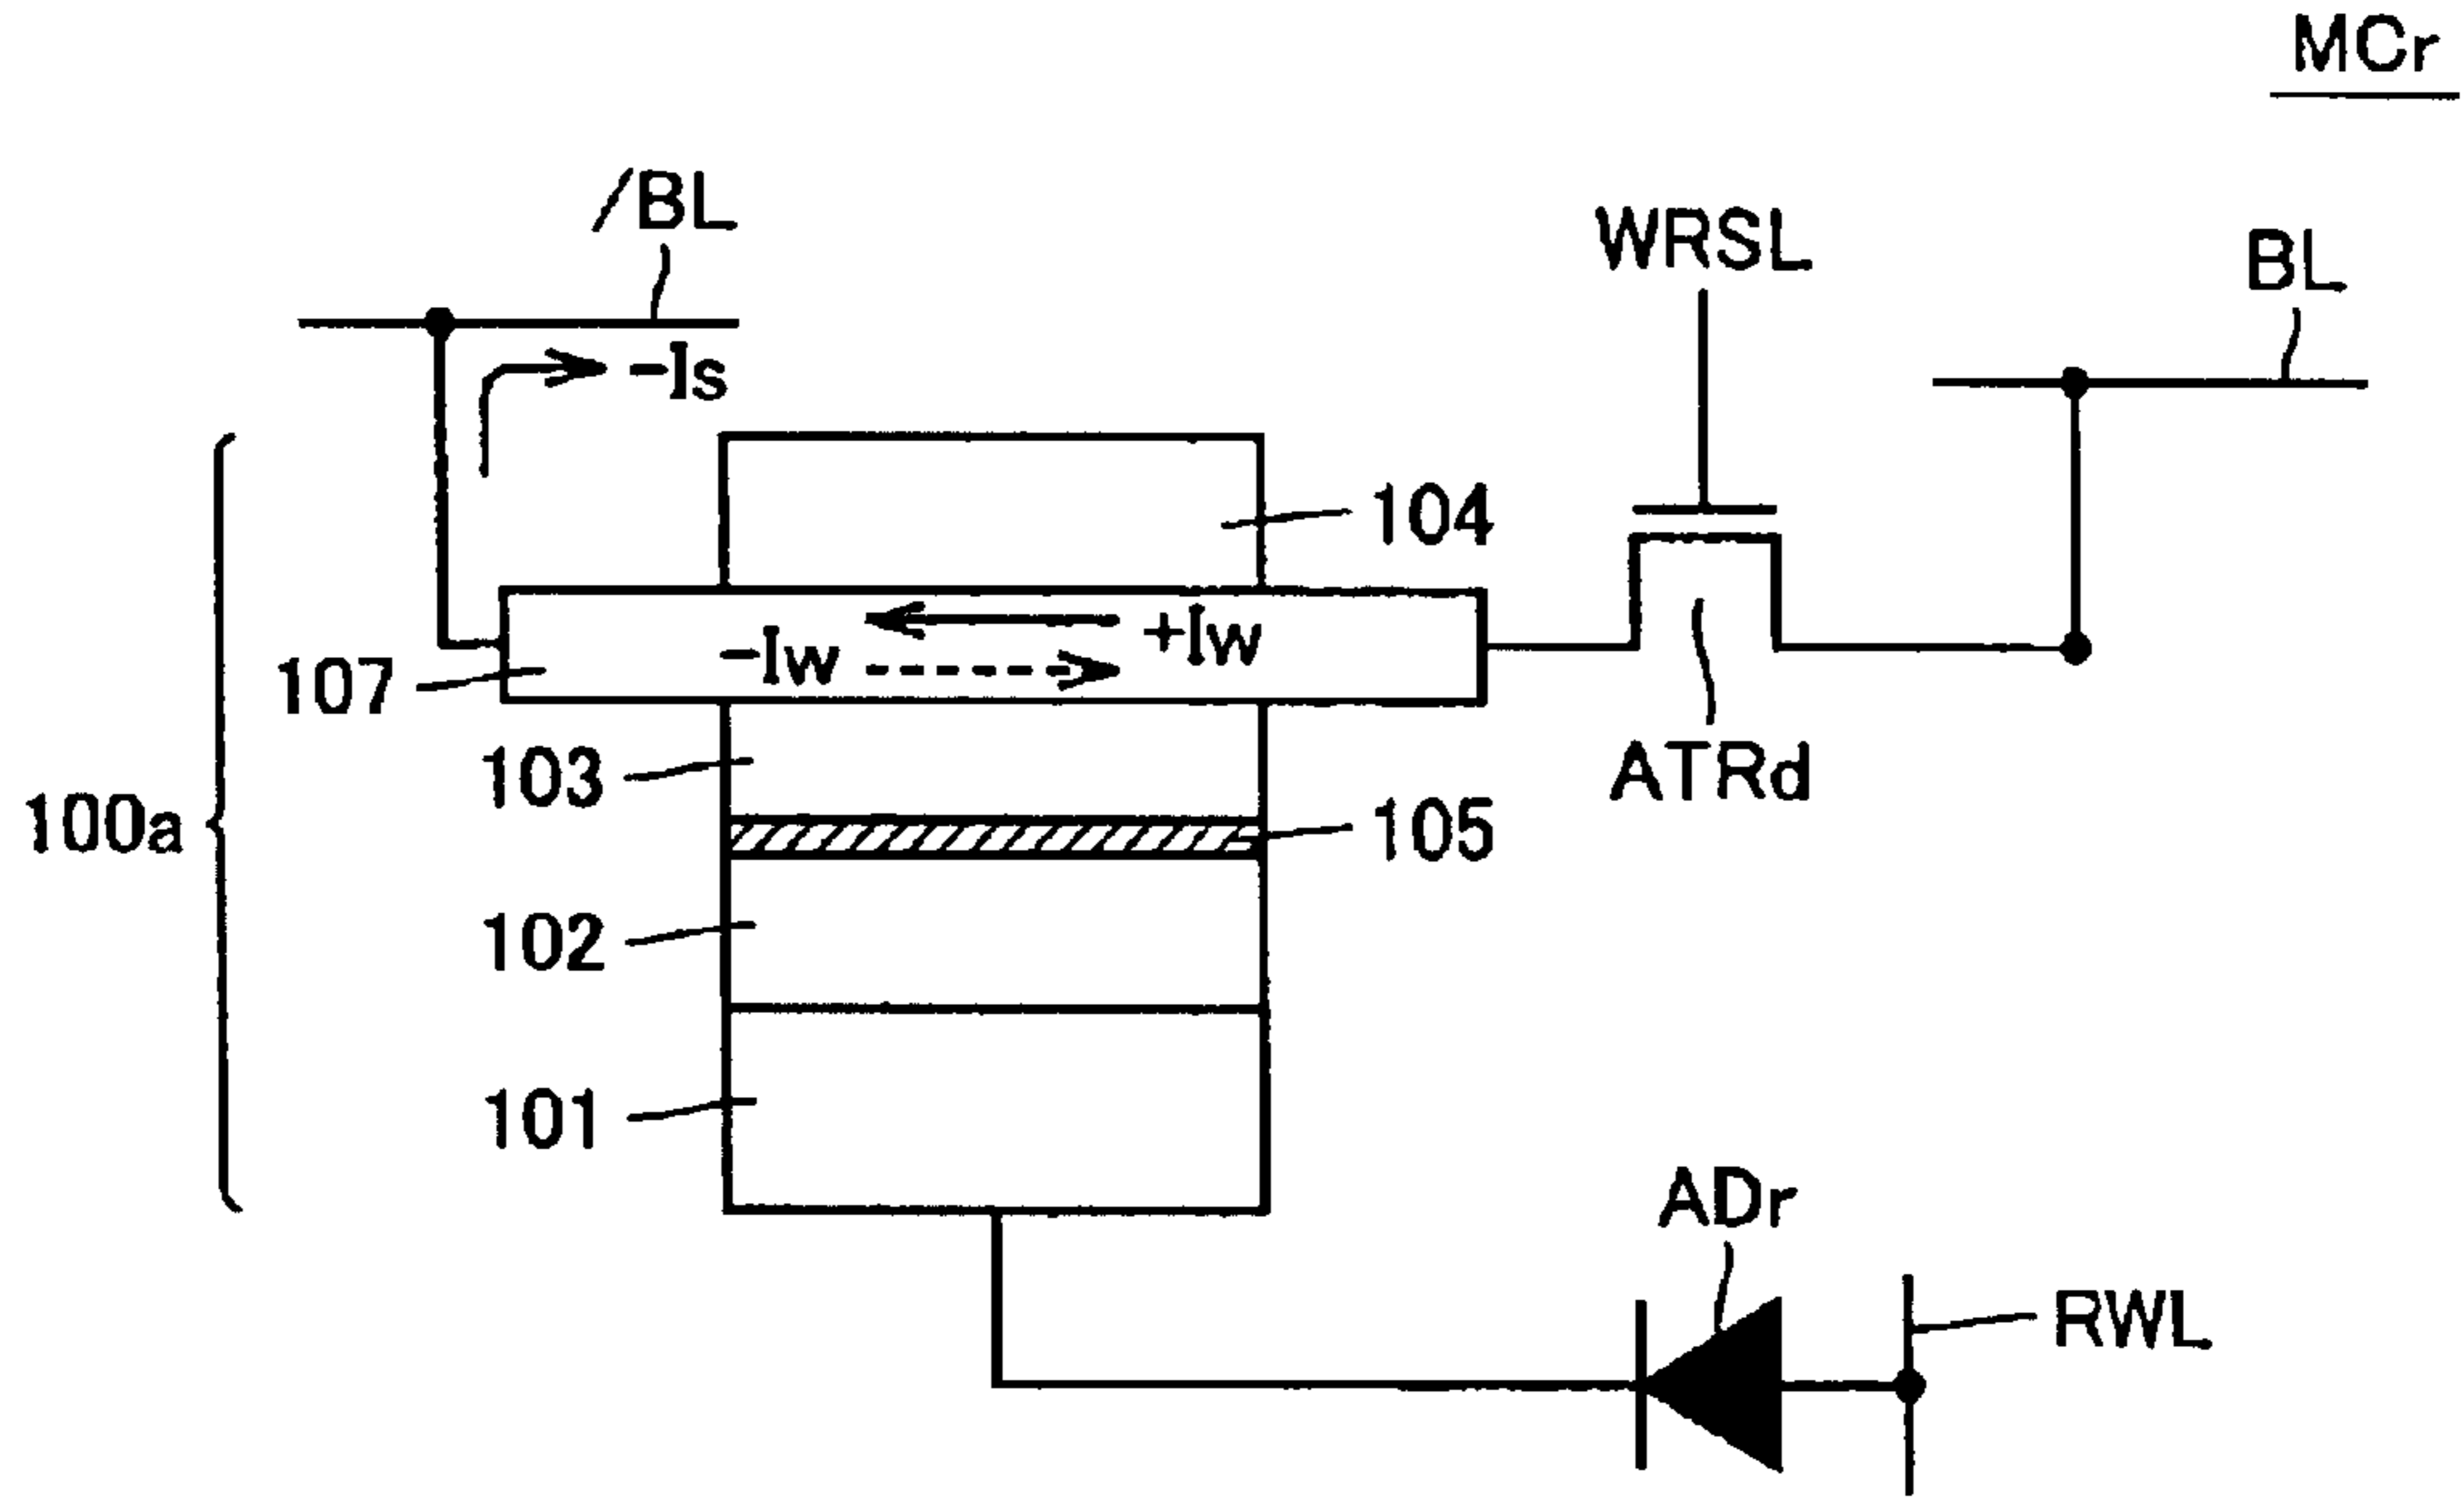 MCr
/BL
WRSL
BL
-Is
104
+Iw
-Iw
107
103
ATRd
100a
105
102
101
ADr
RWL